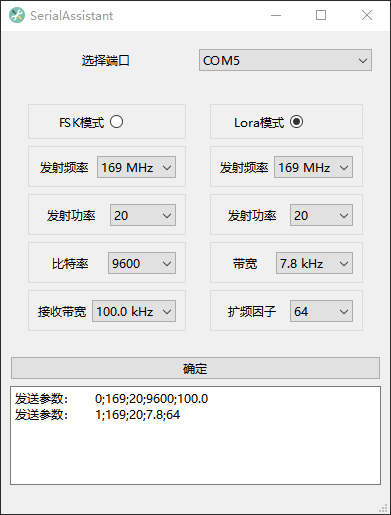 SerialAssistant
选择端口 COM5
FSK模式 Lora模式
发射频率 169 MHz 发射频率 169 MHz
发射功率 20 发射功率 20
比特率 9600 带宽 7.8 kHz
接收带宽 100.0 kHz 扩频因子 64
确定
发送参数: 0;169;20;9600;100.0
发送参数: 1;169;20;7.8;64